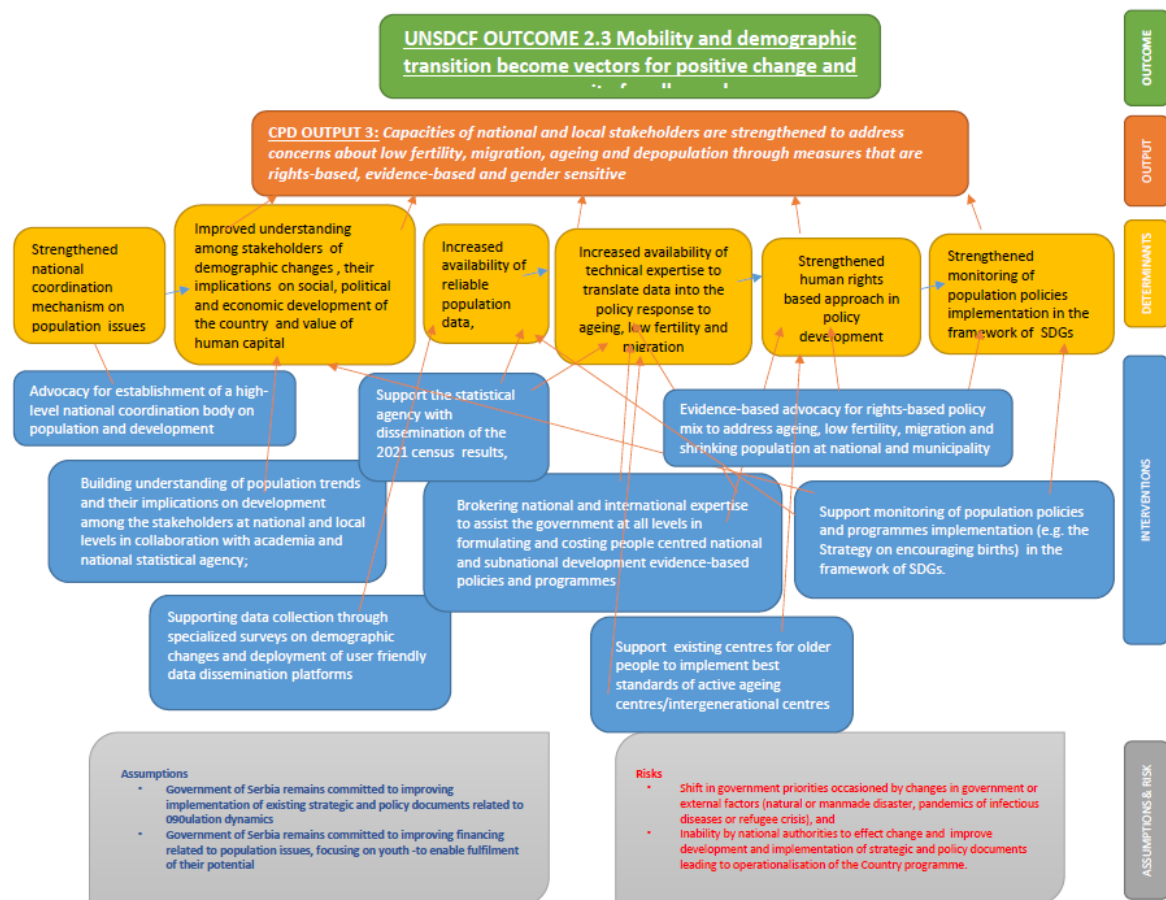 UNSDCF OUTCOME 2.3 Mobility and demographic
transition become vectors for positive change and
OUTCOME
CPD OUTPUT 3: Capacities of national and local stakeholders are strengthened to address
concerns about low fertility, migration, ageing and depopulation through measures that are
rights-based, evidence-based and gender sensitive
OUTPUT
Strengthened
national
coordination
mechanism on
population issues
Improved understanding
among stakeholders of
demographic changes , their
implications on social, political
and economic development of
the country and value of
human capital
Increased
availability of
reliable
population
data,
Increased availability of
technical expertise to
translate data into the
policy response to
ageing, low fertility and
migration
Strengthened
human rights
based approach in
policy
development
Strengthened
monitoring of
population policies
implementation in the
framework of SDGs
DETERMINANTS
Advocacy for establishment of a high-
level national coordination body on
population and development
Support the statistical
agency with
dissemination of the
2021 census results,
Evidence-based advocacy for rights-based policy
mix to address ageing, low fertility, migration and
shrinking population at national and municipality
Building understanding of population trends
and their implications on development
among the stakeholders at national and local
levels in collaboration with academia and
national statistical agency;
Brokering national and international expertise
to assist the government at all levels in
formulating and costing people centred national
and subnational development evidence-based
policies and programmes
Support monitoring of population policies
and programmes implementation (e.g. the
Strategy on encouraging births) in the
framework of SDGs.
Supporting data collection through
specialized surveys on demographic
changes and deployment of user friendly
data dissemination platforms
Support existing centres for older
people to implement best
standards of active ageing
centres/intergenerational centres
INTERVENTIONS
Assumptions
• Government of Serbia remains committed to improving
implementation of existing strategic and policy documents related to
090ulation dynamics
• Government of Serbia remains committed to improving financing
related to population issues, focusing on youth -to enable fulfilment
of their potential
Risks
• Shift in government priorities occasioned by changes in government or
external factors (natural or manmade disaster, pandemics of infectious
diseases or refugee crisis), and
• Inability by national authorities to effect change and improve
development and implementation of strategic and policy documents
leading to operationalisation of the Country programme.
ASSUMPTIONS & RISK